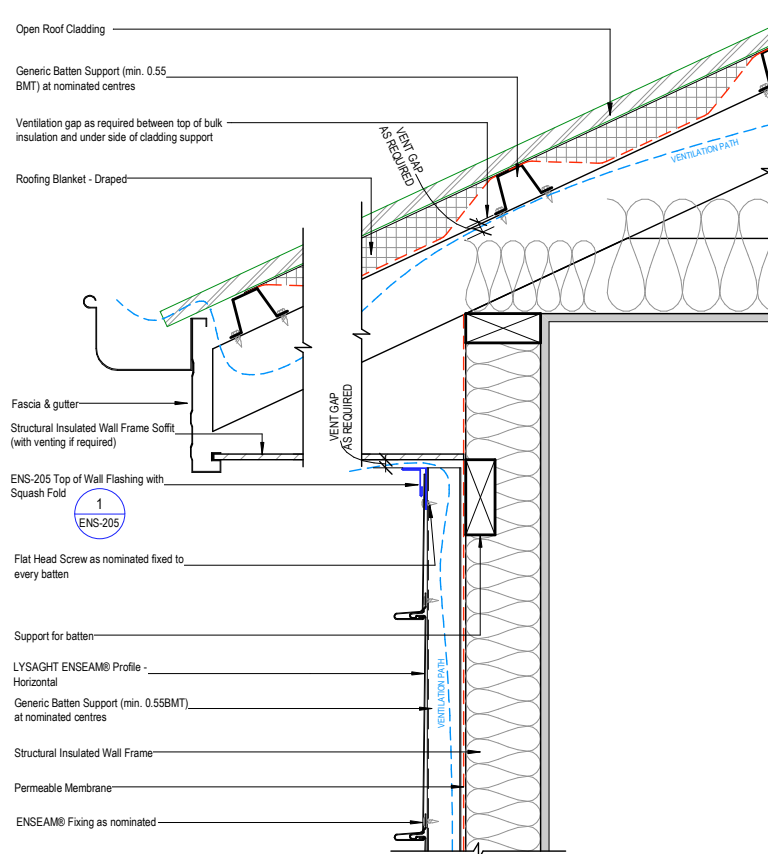 Open Roof Cladding
Generic Batten Support (min. 0.55
BMT) at nominated centres
Ventilation gap as required between top of bulk
insulation and under side of cladding support
Roofing Blanket - Draped
VENT GAP
AS REQUIRED
VENTILATION PATH
Fascia & gutter
Structural Insulated Wall Frame Soffit
(with venting if required)
VENT GAP
AS REQUIRED
ENS-205 Top of Wall Flashing with
Squash Fold
1
ENS-205
Flat Head Screw as nominated fixed to
every batten
Support for batten
LYSAGHT ENSEAM® Profile -
Horizontal
Generic Batten Support (min. 0.55BMT)
at nominated centres
VENTILATION PATH
Structural Insulated Wall Frame
Permeable Membrane
ENSEAM® Fixing as nominated